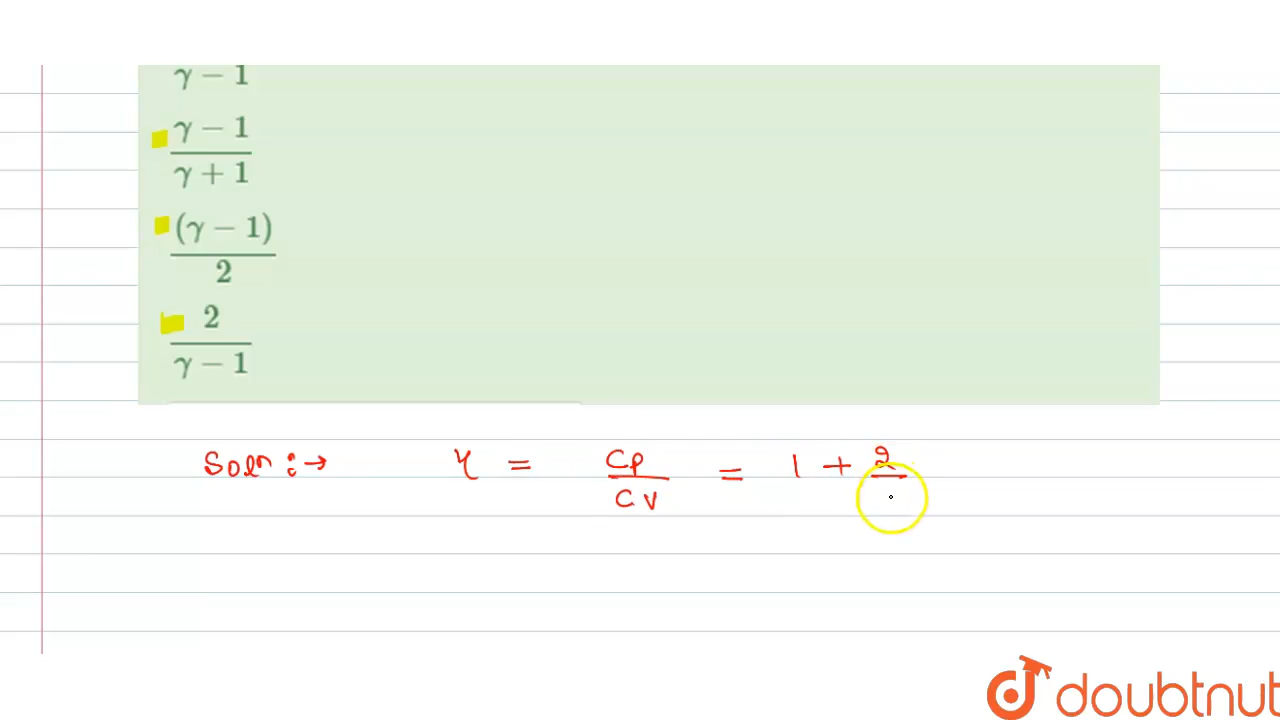 γ − 1
γ − 1
γ + 1
(γ − 1)
2
2
γ − 1
Soln :→ γ = Cp / Cv = 1 + 2
doubtnut